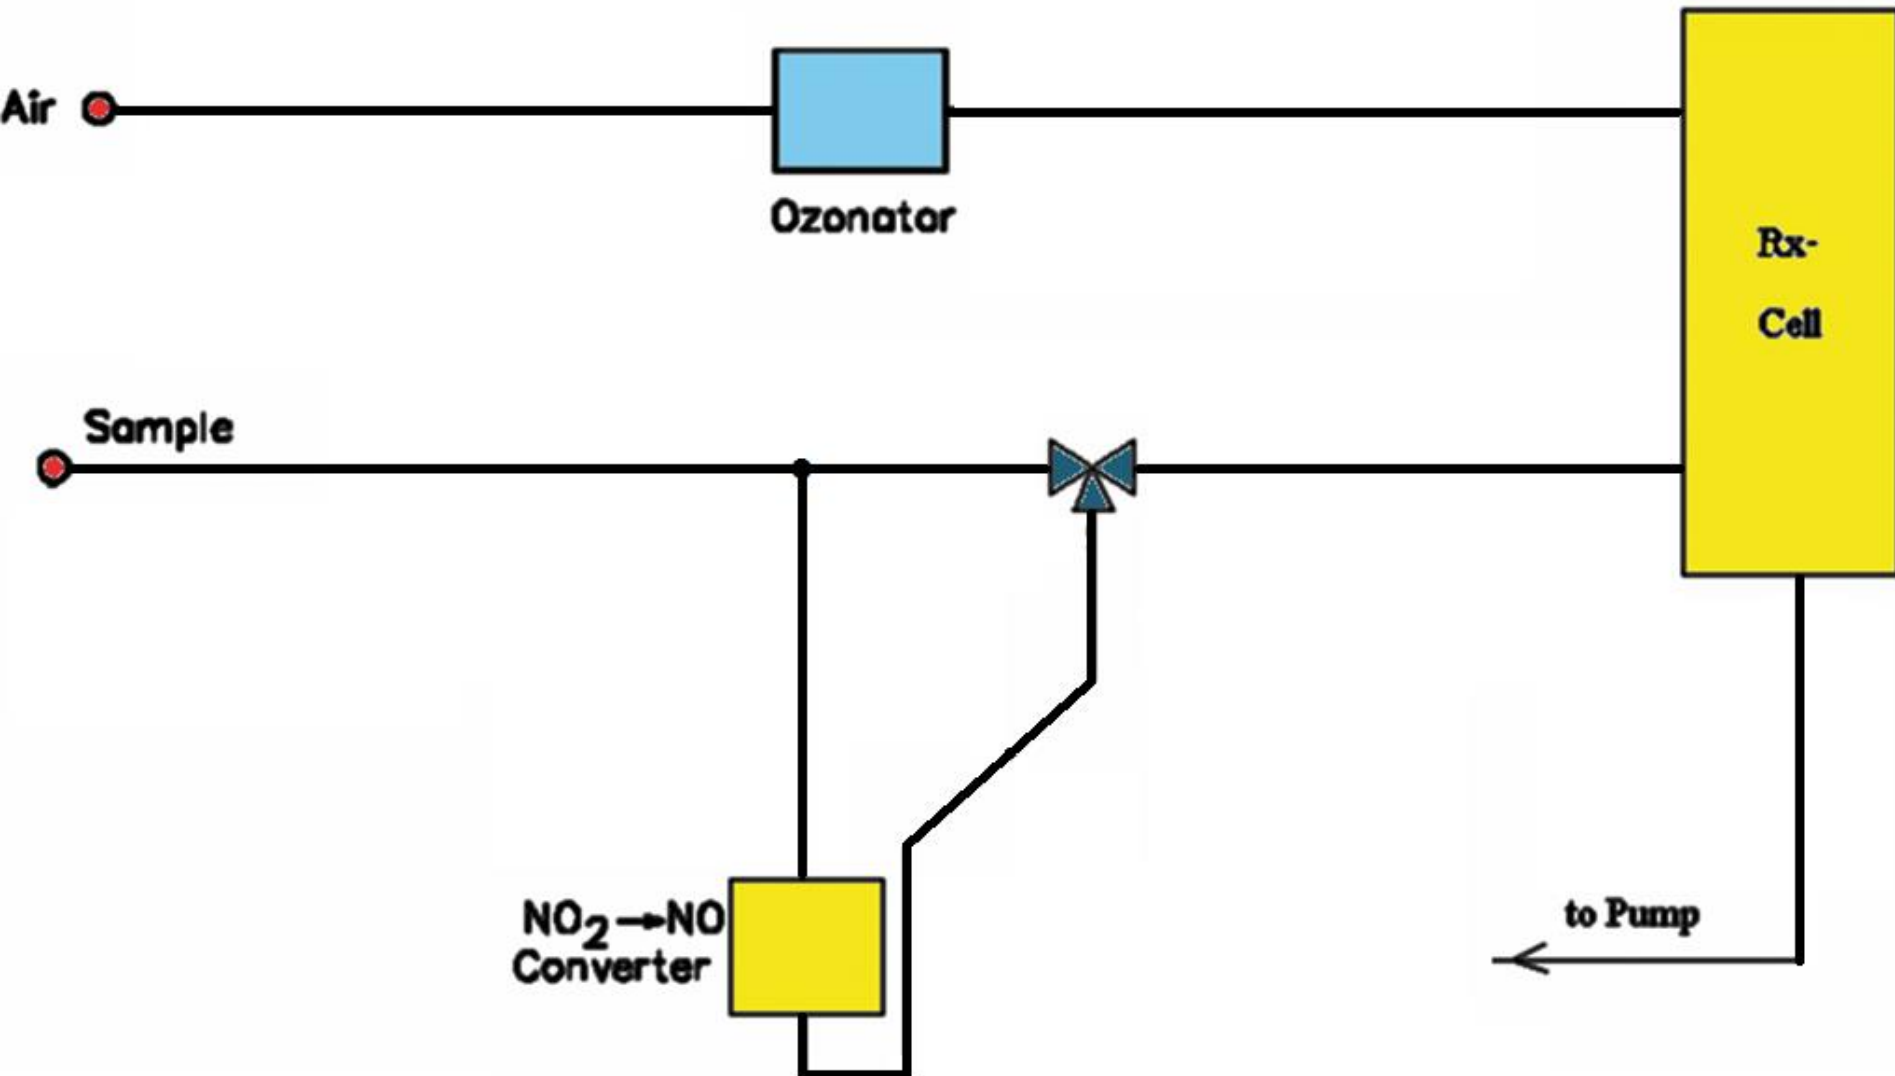 Air
Ozonator
Rx-
Cell
Sample
NO₂→NO
Converter
to Pump